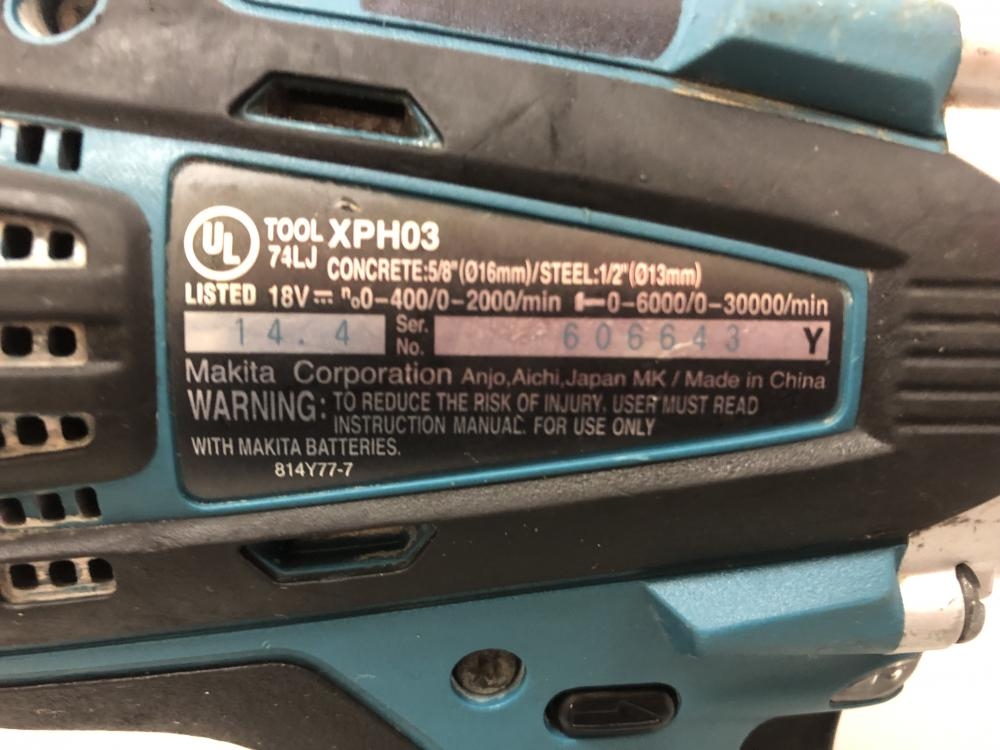 UL TOOL XPH03
74LJ CONCRETE:5/8"(Ø16mm)/STEEL:1/2"(Ø13mm)
LISTED 18V⎓ n₀0-400/0-2000/min 0-6000/0-30000/min
14.4 Ser. No. 606643 Y
Makita Corporation Anjo,Aichi,Japan MK / Made in China
WARNING: TO REDUCE THE RISK OF INJURY. USER MUST READ
INSTRUCTION MANUAL. FOR USE ONLY
WITH MAKITA BATTERIES.
814Y77-7